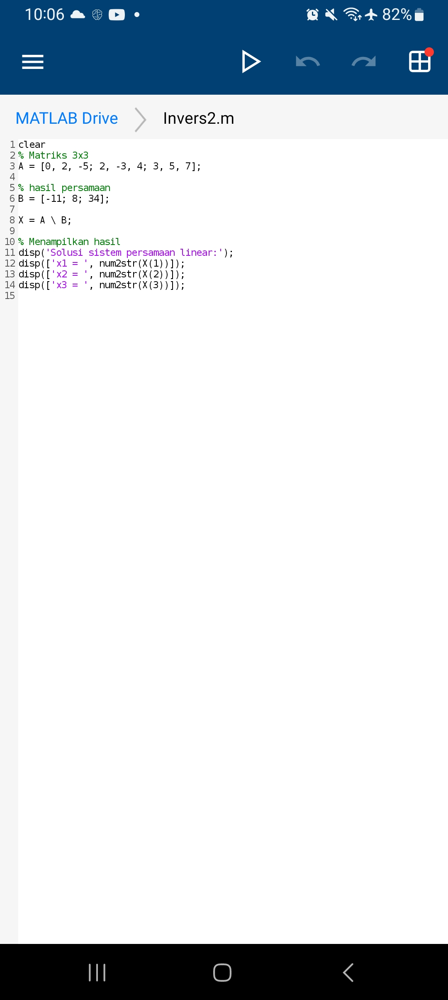 10:06 82%
MATLAB Drive Invers2.m
1 clear
2 % Matriks 3x3
3 A = [0, 2, -5; 2, -3, 4; 3, 5, 7];
4
5 % hasil persamaan
6 B = [-11; 8; 34];
7
8 X = A \ B;
9
10 % Menampilkan hasil
11 disp('Solusi sistem persamaan linear:');
12 disp(['x1 = ', num2str(X(1))]);
13 disp(['x2 = ', num2str(X(2))]);
14 disp(['x3 = ', num2str(X(3))]);
15